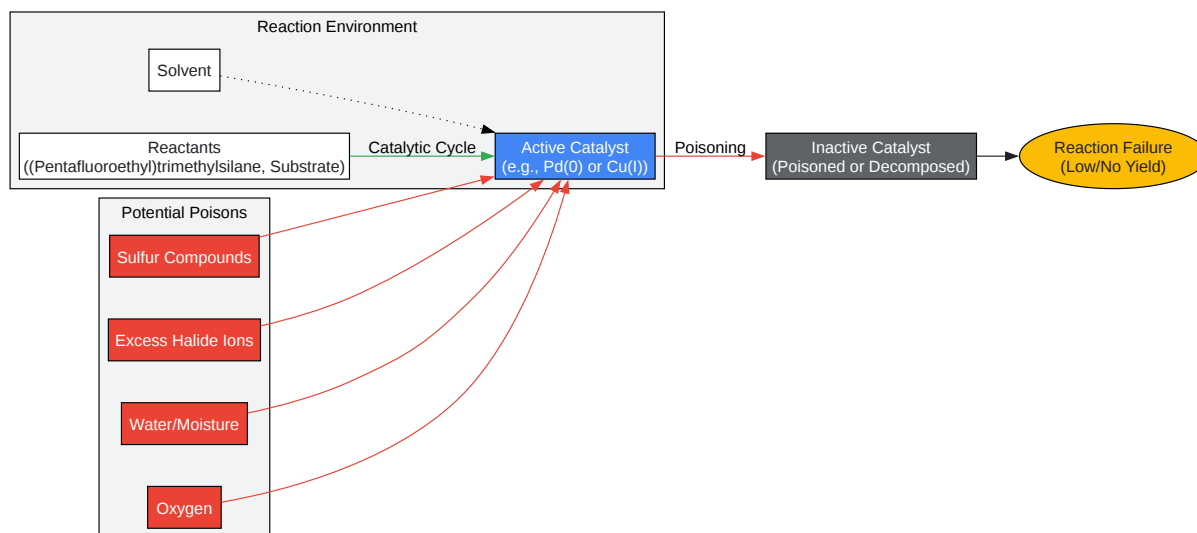 Reaction Environment
Solvent
Reactants
((Pentafluoroethyl)trimethylsilane, Substrate)
Catalytic Cycle
Active Catalyst
(e.g., Pd(0) or Cu(I))
Poisoning
Inactive Catalyst
(Poisoned or Decomposed)
Reaction Failure
(Low/No Yield)
Potential Poisons
Sulfur Compounds
Excess Halide Ions
Water/Moisture
Oxygen